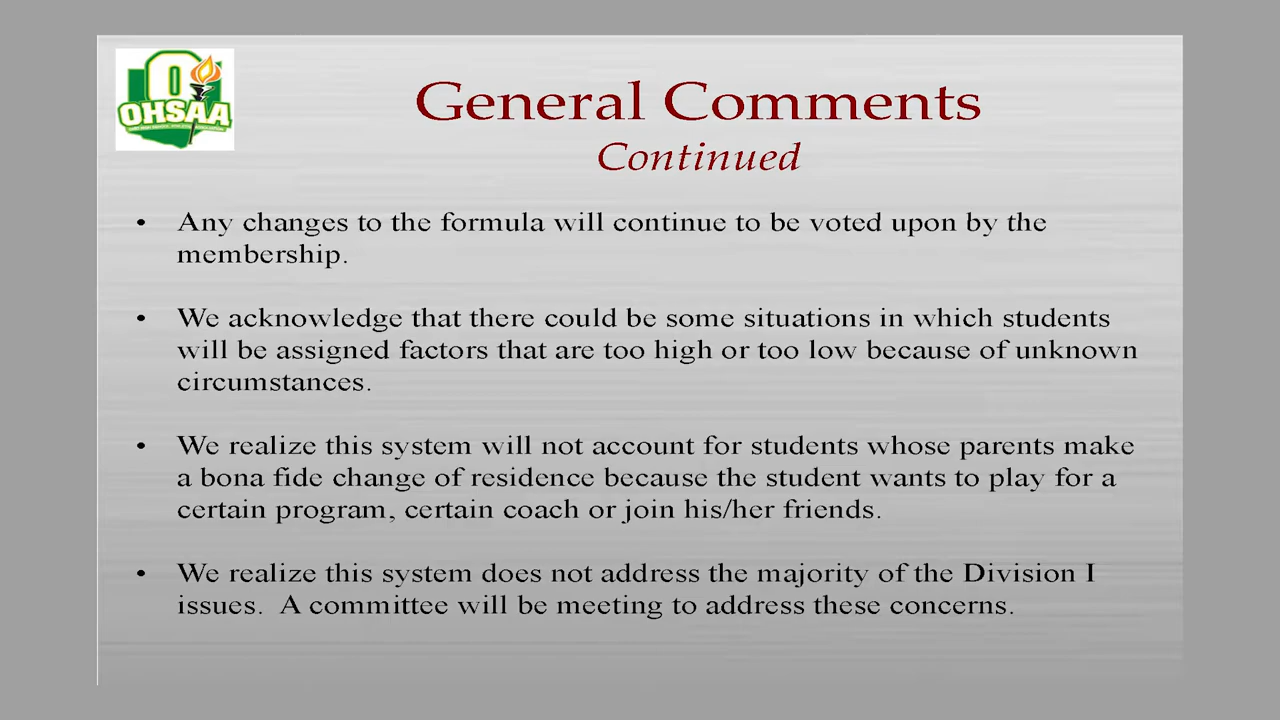 OHSAA
General Comments
Continued
• Any changes to the formula will continue to be voted upon by the
membership.
• We acknowledge that there could be some situations in which students
will be assigned factors that are too high or too low because of unknown
circumstances.
• We realize this system will not account for students whose parents make
a bona fide change of residence because the student wants to play for a
certain program, certain coach or join his/her friends.
• We realize this system does not address the majority of the Division I
issues.  A committee will be meeting to address these concerns.